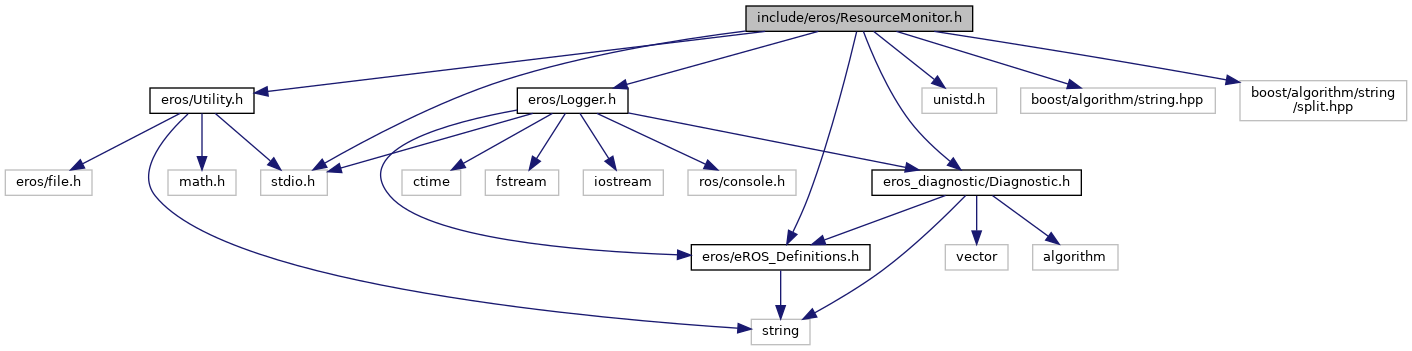 include/eros/ResourceMonitor.h
eros/Utility.h
eros/Logger.h
unistd.h
boost/algorithm/string.hpp
boost/algorithm/string
/split.hpp
eros/file.h
math.h
stdio.h
ctime
fstream
iostream
ros/console.h
eros_diagnostic/Diagnostic.h
eros/eROS_Definitions.h
vector
algorithm
string